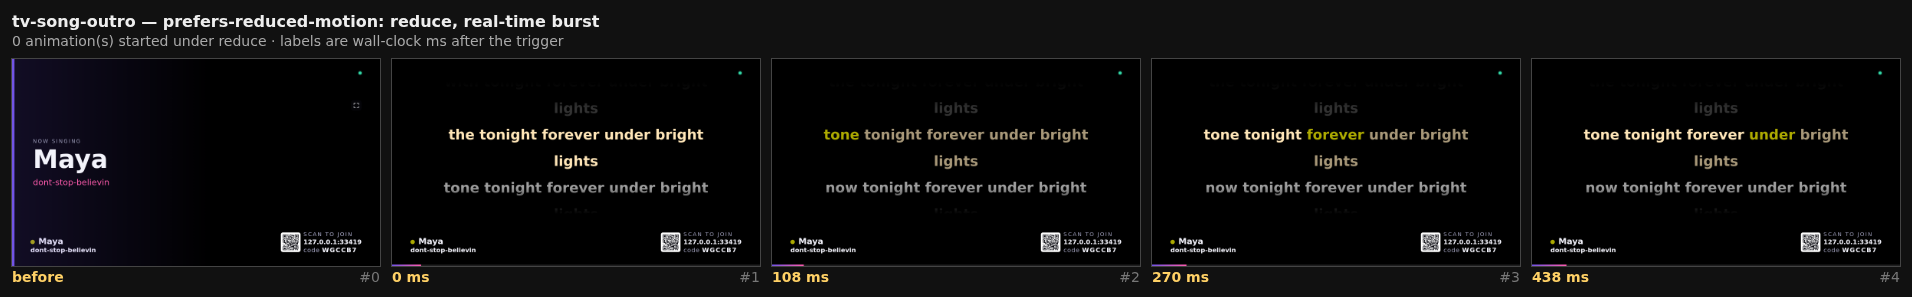 tv-song-outro — prefers-reduced-motion: reduce, real-time burst
0 animation(s) started under reduce · labels are wall-clock ms after the trigger
NOW SINGING
Maya
dont-stop-believin
Maya
dont-stop-believin
SCAN TO JOIN
127.0.0.1:33419
code WGCCB7
before
#0
lights
the tonight forever under bright
lights
tone tonight forever under bright
lights
Maya
dont-stop-believin
SCAN TO JOIN
127.0.0.1:33419
code WGCCB7
0 ms
#1
lights
tone tonight forever under bright
lights
now tonight forever under bright
lights
Maya
dont-stop-believin
SCAN TO JOIN
127.0.0.1:33419
code WGCCB7
108 ms
#2
lights
tone tonight forever under bright
lights
now tonight forever under bright
lights
Maya
dont-stop-believin
SCAN TO JOIN
127.0.0.1:33419
code WGCCB7
270 ms
#3
lights
tone tonight forever under bright
lights
now tonight forever under bright
lights
Maya
dont-stop-believin
SCAN TO JOIN
127.0.0.1:33419
code WGCCB7
438 ms
#4